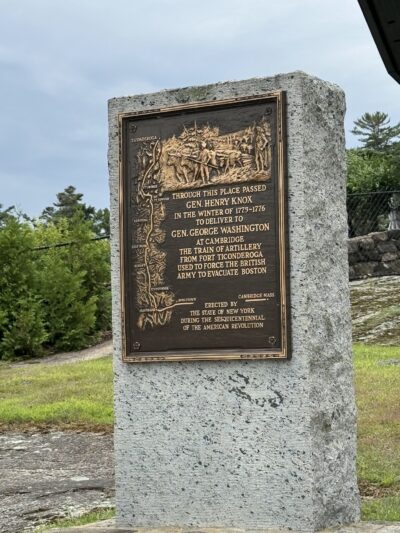 TICONDEROGA
THROUGH THIS PLACE PASSED
GEN. HENRY KNOX
IN THE WINTER OF 1775-1776
TO DELIVER TO
GEN. GEORGE WASHINGTON
AT CAMBRIDGE
THE TRAIN OF ARTILLERY
FROM FORT TICONDEROGA
USED TO FORCE THE BRITISH
ARMY TO EVACUATE BOSTON
CAMBRIDGE MASS
ERECTED BY
THE STATE OF NEW YORK
DURING THE SESQUICENTENNIAL
OF THE AMERICAN REVOLUTION